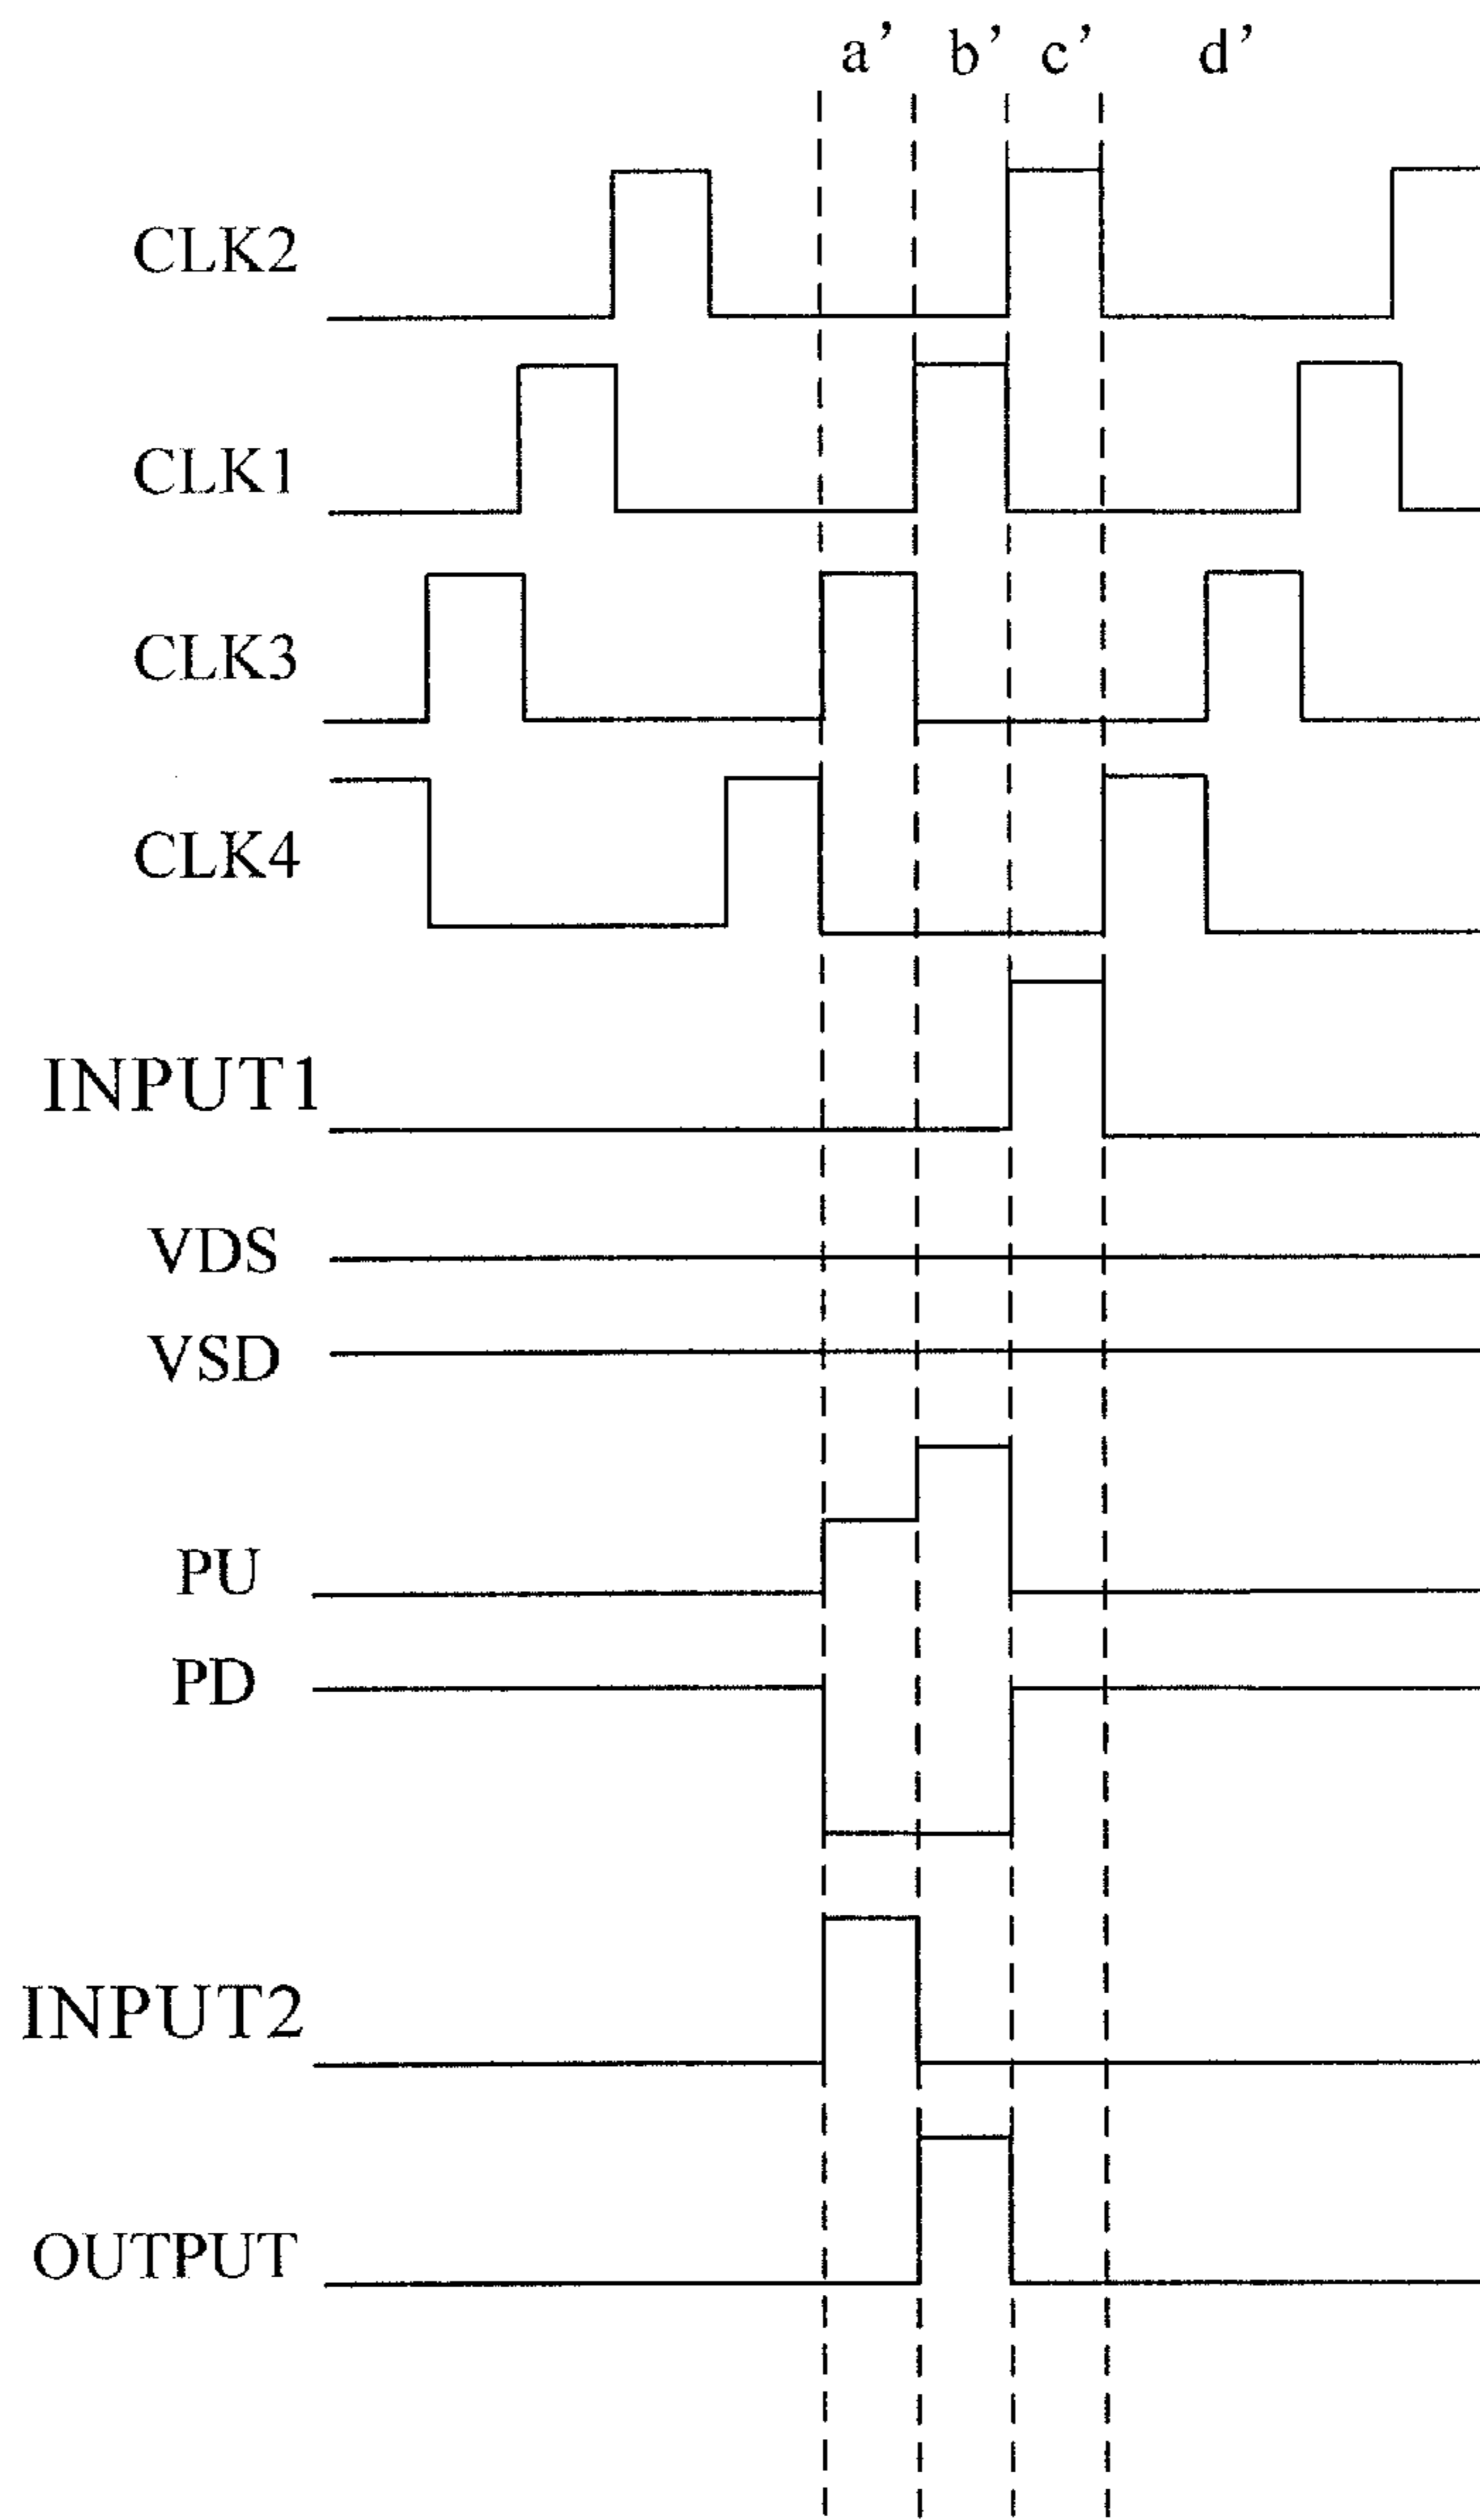 a’ b’ c’ d’
CLK2
CLK1
CLK3
CLK4
INPUT1
VDS
VSD
PU
PD
INPUT2
OUTPUT